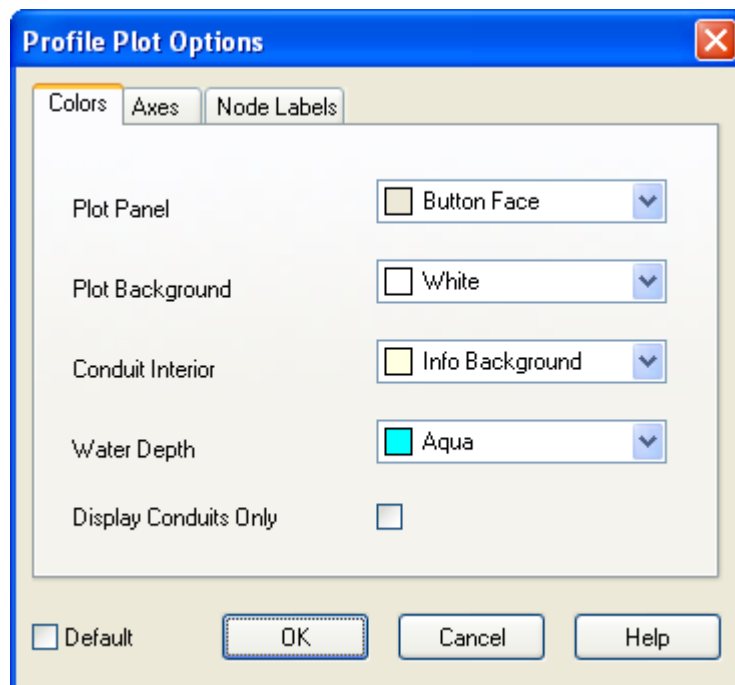 Profile Plot Options
Colors Axes Node Labels
Plot Panel Button Face
Plot Background White
Conduit Interior Info Background
Water Depth Aqua
Display Conduits Only
Default OK Cancel Help